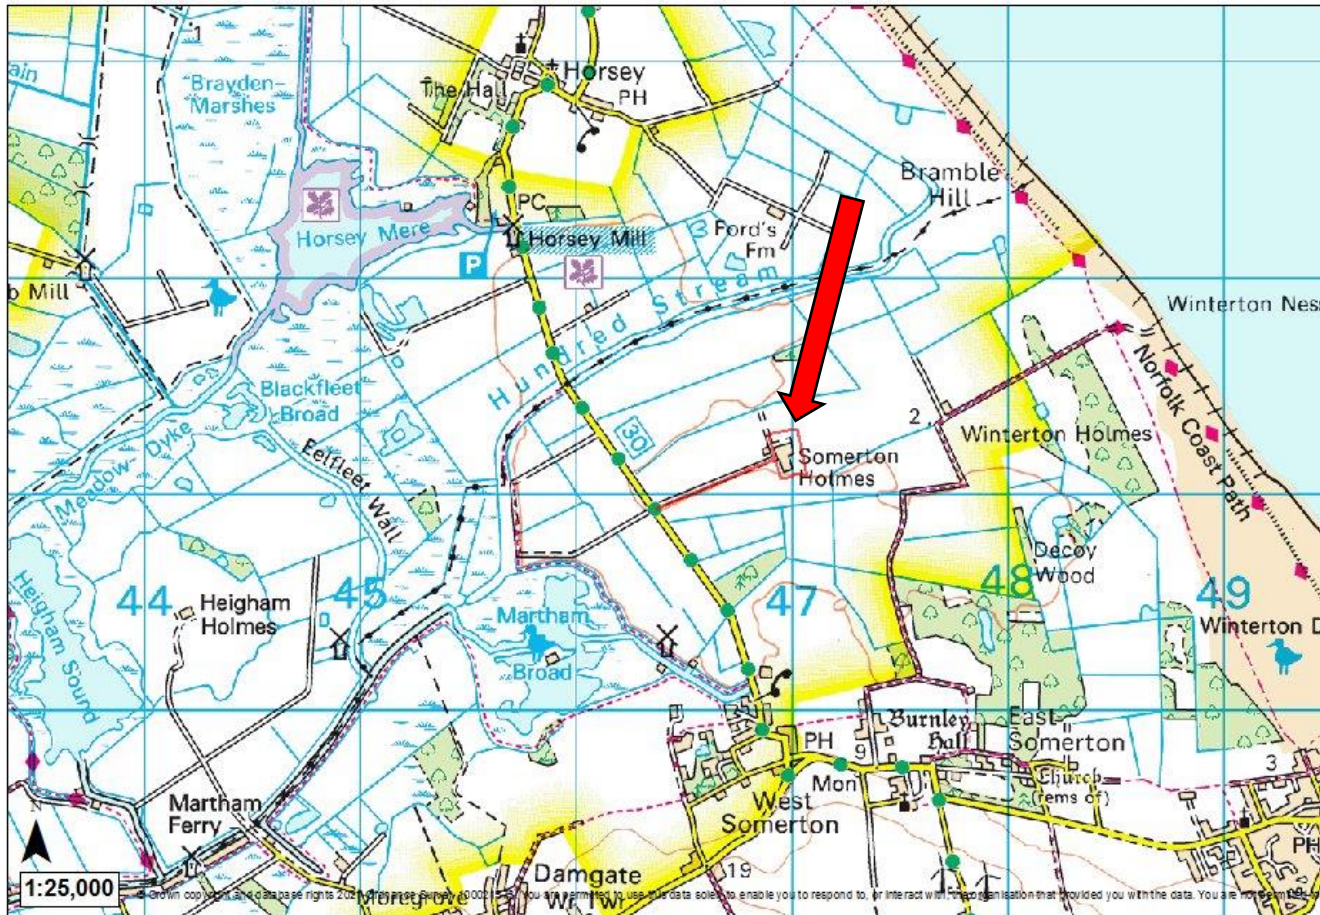 1
ain
Brayden
Marshes
The Hall
Horsey
PH
Bramble
Hill
PC
Horsey Mere
Horsey Mill
Ford's
Fm
P
Mill
Winterton Ness
Hundred Stream
Blackfleet
Broad
Meadow Dyke
Eelfleet Wall
30
2
Somerton
Holmes
Winterton Holmes
Norfolk Coast Path
Decoy
Wood
Heigham Sound
44
45
47
48
49
Heigham
Holmes
Martham
Broad
Winterton D
Burnley
Hall
East
Somerton
PH
9
Mon
Church
(rems of)
3
West
Somerton
N
Martham
Ferry
PH
Damgate
19
1:25,000